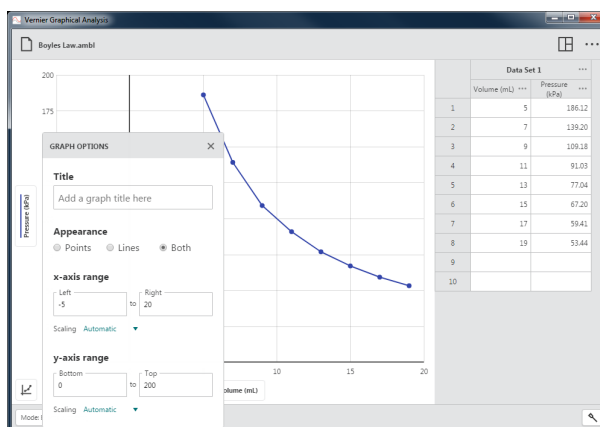 Vernier Graphical Analysis
Boyles Law.ambl
200
175
Pressure (kPa)
GRAPH OPTIONS
Title
Add a graph title here
Appearance
Points Lines Both
x-axis range
Left Right
-5 to 20
Scaling Automatic
y-axis range
Bottom Top
0 to 200
Scaling Automatic
10 15 20
olume (mL)
Mode:
Data Set 1
Volume (mL) Pressure (kPa)
1 5 186.12
2 7 139.20
3 9 109.18
4 11 91.03
5 13 77.04
6 15 67.20
7 17 59.41
8 19 53.44
9
10